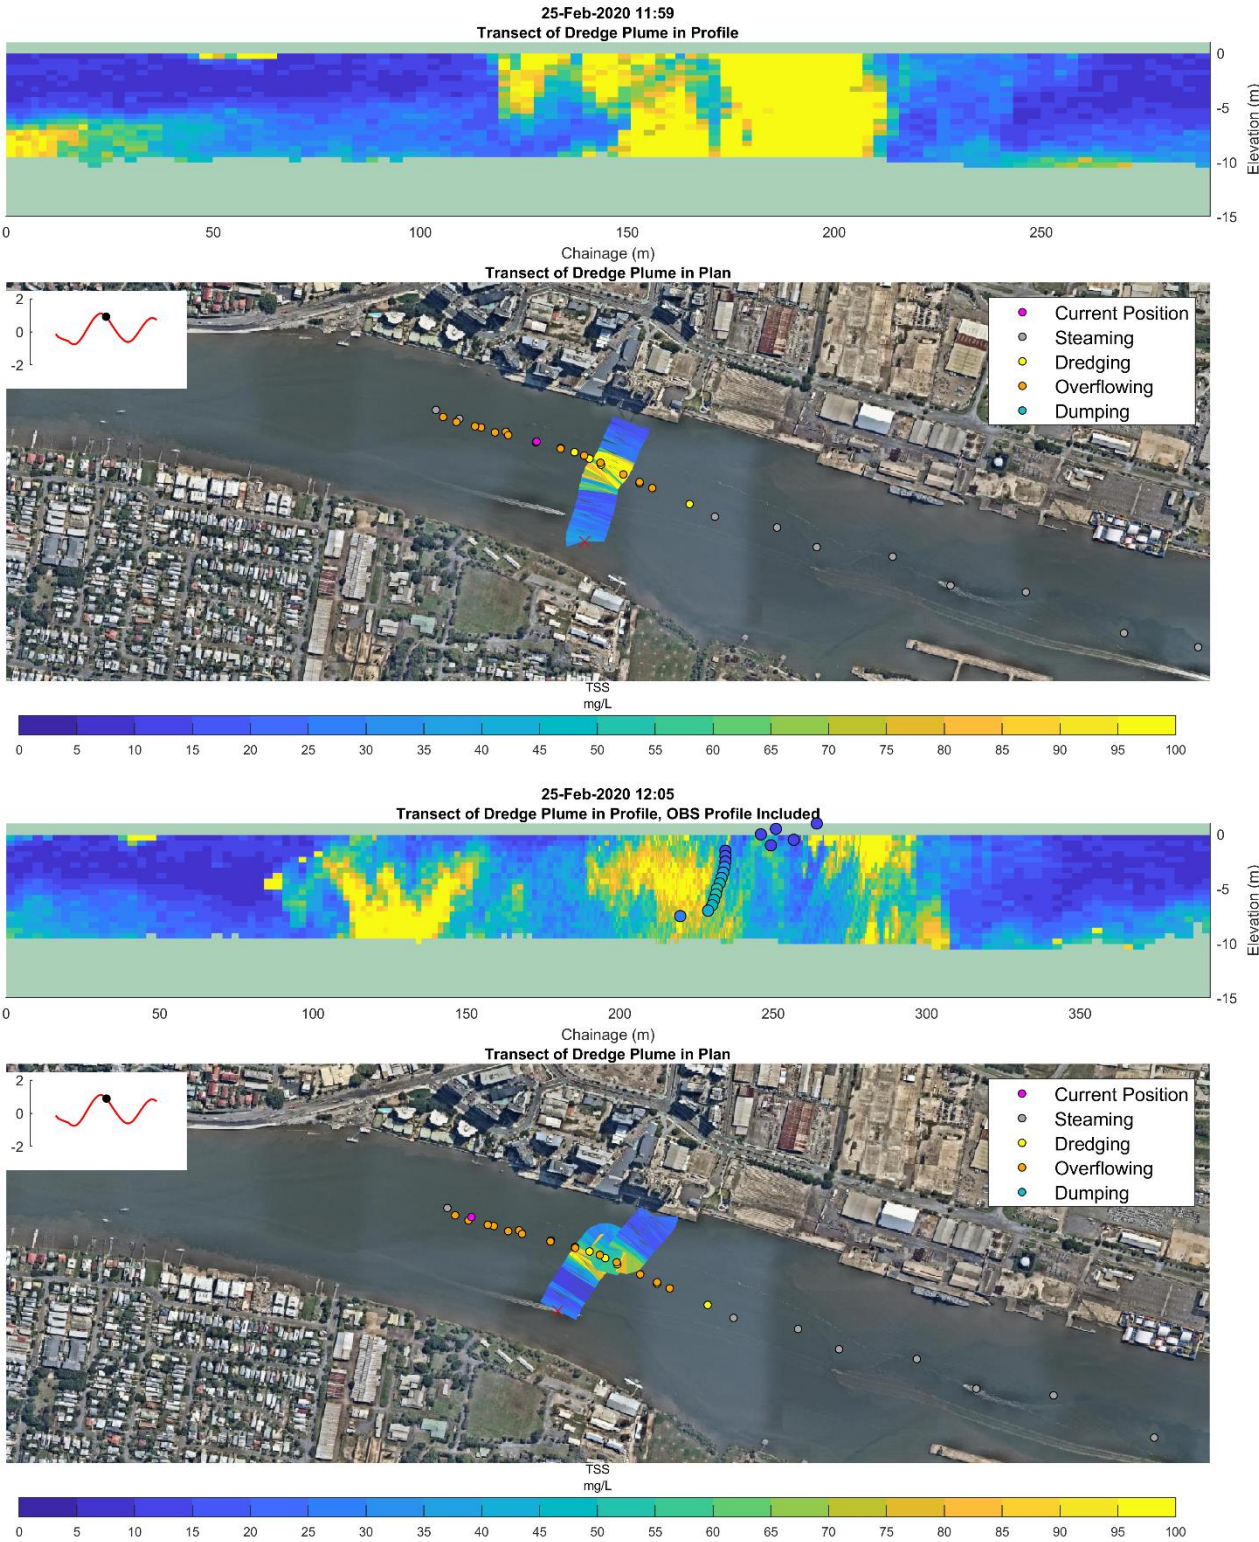 25-Feb-2020 11:59
Transect of Dredge Plume in Profile
0
-5
-10
-15
Elevation (m)
0 50 100 150 200 250
Chainage (m)
Transect of Dredge Plume in Plan
2
0
-2
Current Position
Steaming
Dredging
Overflowing
Dumping
TSS
mg/L
0 5 10 15 20 25 30 35 40 45 50 55 60 65 70 75 80 85 90 95 100
25-Feb-2020 12:05
Transect of Dredge Plume in Profile, OBS Profile Included
0
-5
-10
-15
Elevation (m)
0 50 100 150 200 250 300 350
Chainage (m)
Transect of Dredge Plume in Plan
2
0
-2
Current Position
Steaming
Dredging
Overflowing
Dumping
TSS
mg/L
0 5 10 15 20 25 30 35 40 45 50 55 60 65 70 75 80 85 90 95 100